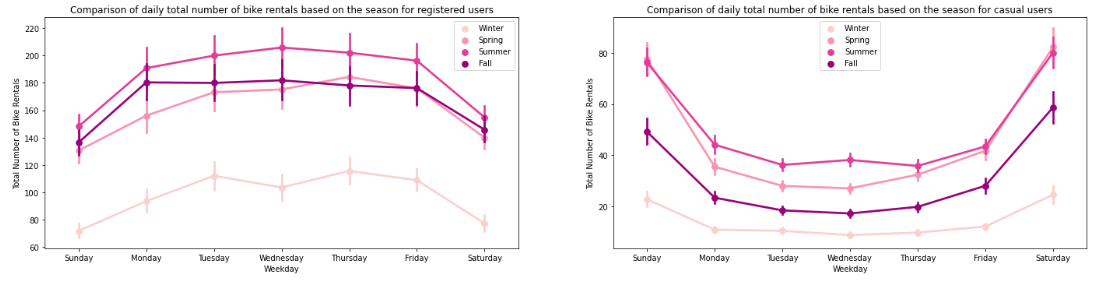 Comparison of daily total number of bike rentals based on the season for registered users
Total Number of Bike Rentals
220
200
180
160
140
120
100
80
60
Winter
Spring
Summer
Fall
Sunday Monday Tuesday Wednesday Thursday Friday Saturday
Weekday
Comparison of daily total number of bike rentals based on the season for casual users
Total Number of Bike Rentals
80
60
40
20
Winter
Spring
Summer
Fall
Sunday Monday Tuesday Wednesday Thursday Friday Saturday
Weekday